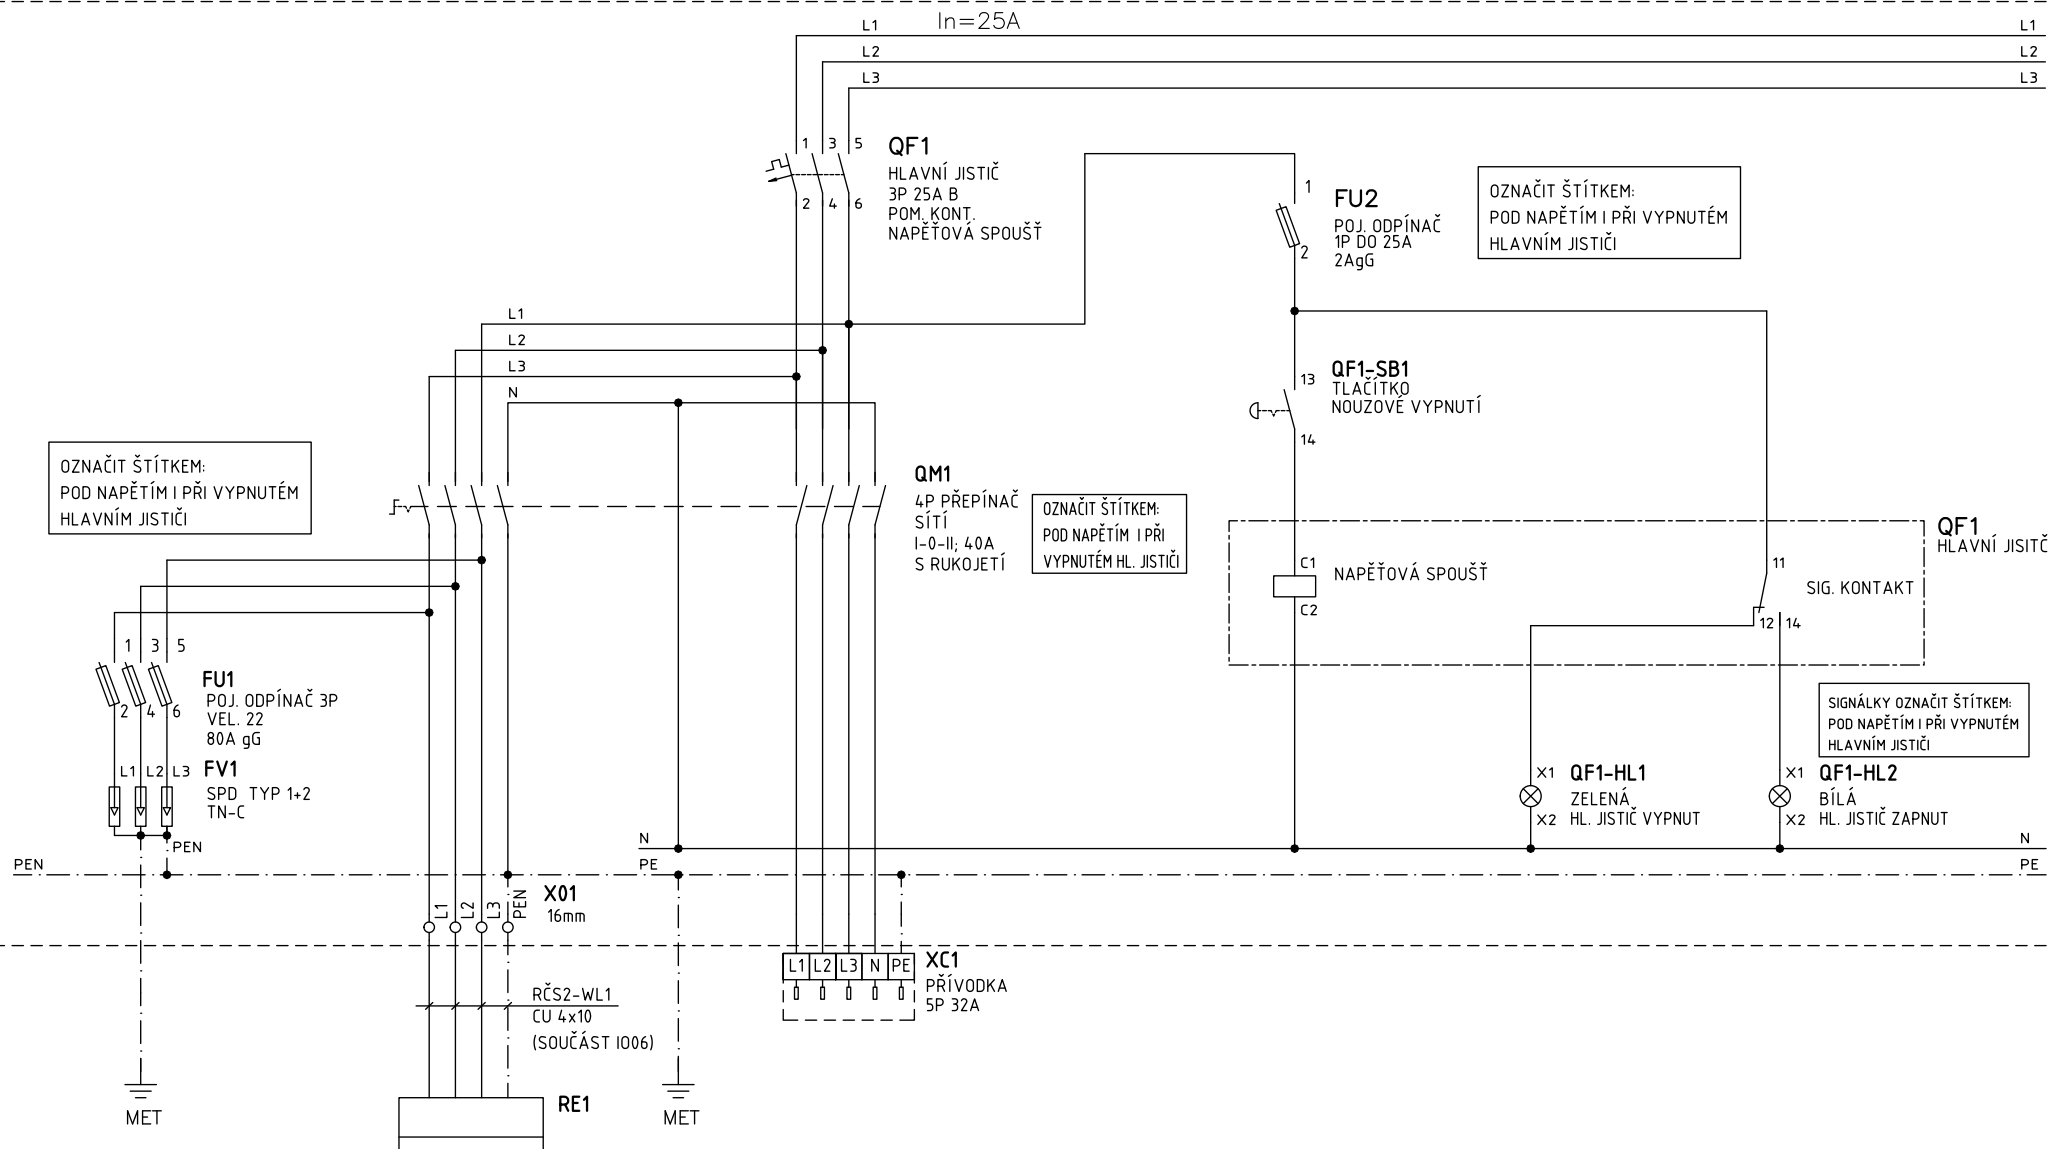 In=25A
L1
L1
L2
L2
L3
L3
1 3 5
2 4 6
QF1
HLAVNÍ JISTIČ
3P 25A B
POM. KONT.
NAPĚŤOVÁ SPOUŠŤ
1
2
FU2
POJ. ODPÍNAČ
1P DO 25A
2AgG
OZNAČIT ŠTÍTKEM:
POD NAPĚTÍM I PŘI VYPNUTÉM
HLAVNÍM JISTIČI
L1
L2
L3
N
13
14
QF1-SB1
TLAČÍTKO
NOUZOVÉ VYPNUTÍ
OZNAČIT ŠTÍTKEM:
POD NAPĚTÍM I PŘI VYPNUTÉM
HLAVNÍM JISTIČI
QM1
4P PŘEPÍNAČ
SÍTÍ
I-0-II; 40A
S RUKOJETÍ
OZNAČIT ŠTÍTKEM:
POD NAPĚTÍM I PŘI
VYPNUTÉM HL. JISTIČI
QF1
HLAVNÍ JISITČ
C1
C2
NAPĚŤOVÁ SPOUŠŤ
11
12 14
SIG. KONTAKT
1 3 5
2 4 6
FU1
POJ. ODPÍNAČ 3P
VEL. 22
80A gG
L1 L2 L3
FV1
SPD TYP 1+2
TN-C
PEN
SIGNÁLKY OZNAČIT ŠTÍTKEM:
POD NAPĚTÍM I PŘI VYPNUTÉM
HLAVNÍM JISTIČI
X1
X2
QF1-HL1
ZELENÁ
HL. JISTIČ VYPNUT
X1
X2
QF1-HL2
BÍLÁ
HL. JISTIČ ZAPNUT
N
N
PEN
PE
PE
L1
L2
L3
PEN
X01
16mm
L1 L2 L3 N PE
XC1
PŘÍVODKA
5P 32A
RČS2-WL1
CU 4x10
(SOUČÁST IO06)
MET
RE1
MET